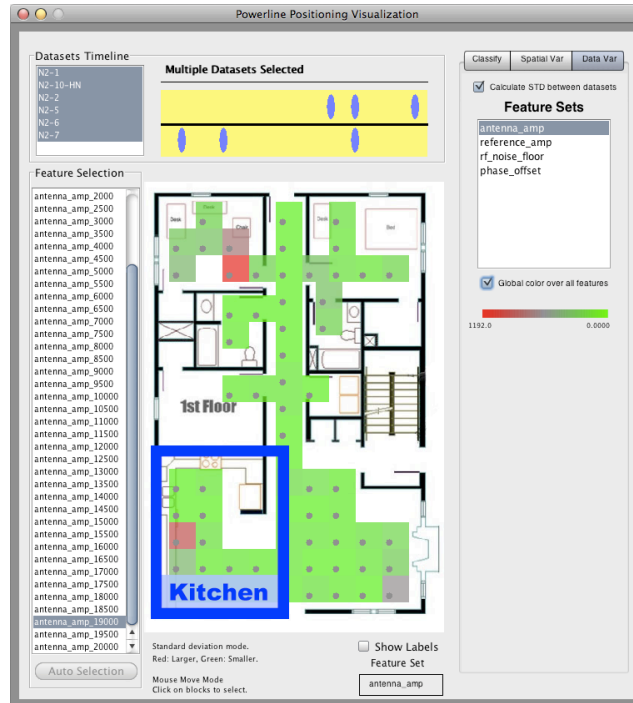 Powerline Positioning Visualization
Datasets Timeline
N2-1
N2-10-HN
N2-2
N2-5
N2-6
N2-7
Multiple Datasets Selected
Feature Selection
antenna_amp_2000
antenna_amp_2500
antenna_amp_3000
antenna_amp_3500
antenna_amp_4000
antenna_amp_4500
antenna_amp_5000
antenna_amp_5500
antenna_amp_6000
antenna_amp_6500
antenna_amp_7000
antenna_amp_7500
antenna_amp_8000
antenna_amp_8500
antenna_amp_9000
antenna_amp_9500
antenna_amp_10000
antenna_amp_10500
antenna_amp_11000
antenna_amp_11500
antenna_amp_12000
antenna_amp_12500
antenna_amp_13000
antenna_amp_13500
antenna_amp_14000
antenna_amp_14500
antenna_amp_15000
antenna_amp_15500
antenna_amp_16000
antenna_amp_16500
antenna_amp_17000
antenna_amp_17500
antenna_amp_18000
antenna_amp_18500
antenna_amp_19000
antenna_amp_19500
antenna_amp_20000
Auto Selection
Desk
Chair
Desk
Bed
1st Floor
Kitchen
Standard deviation mode.
Red: Larger, Green: Smaller.
Mouse Move Mode
Click on blocks to select.
Show Labels
Feature Set
antenna_amp
Classify Spatial Var Data Var
Calculate STD between datasets
Feature Sets
antenna_amp
reference_amp
rf_noise_floor
phase_offset
Global color over all features
1192.0 0.0000